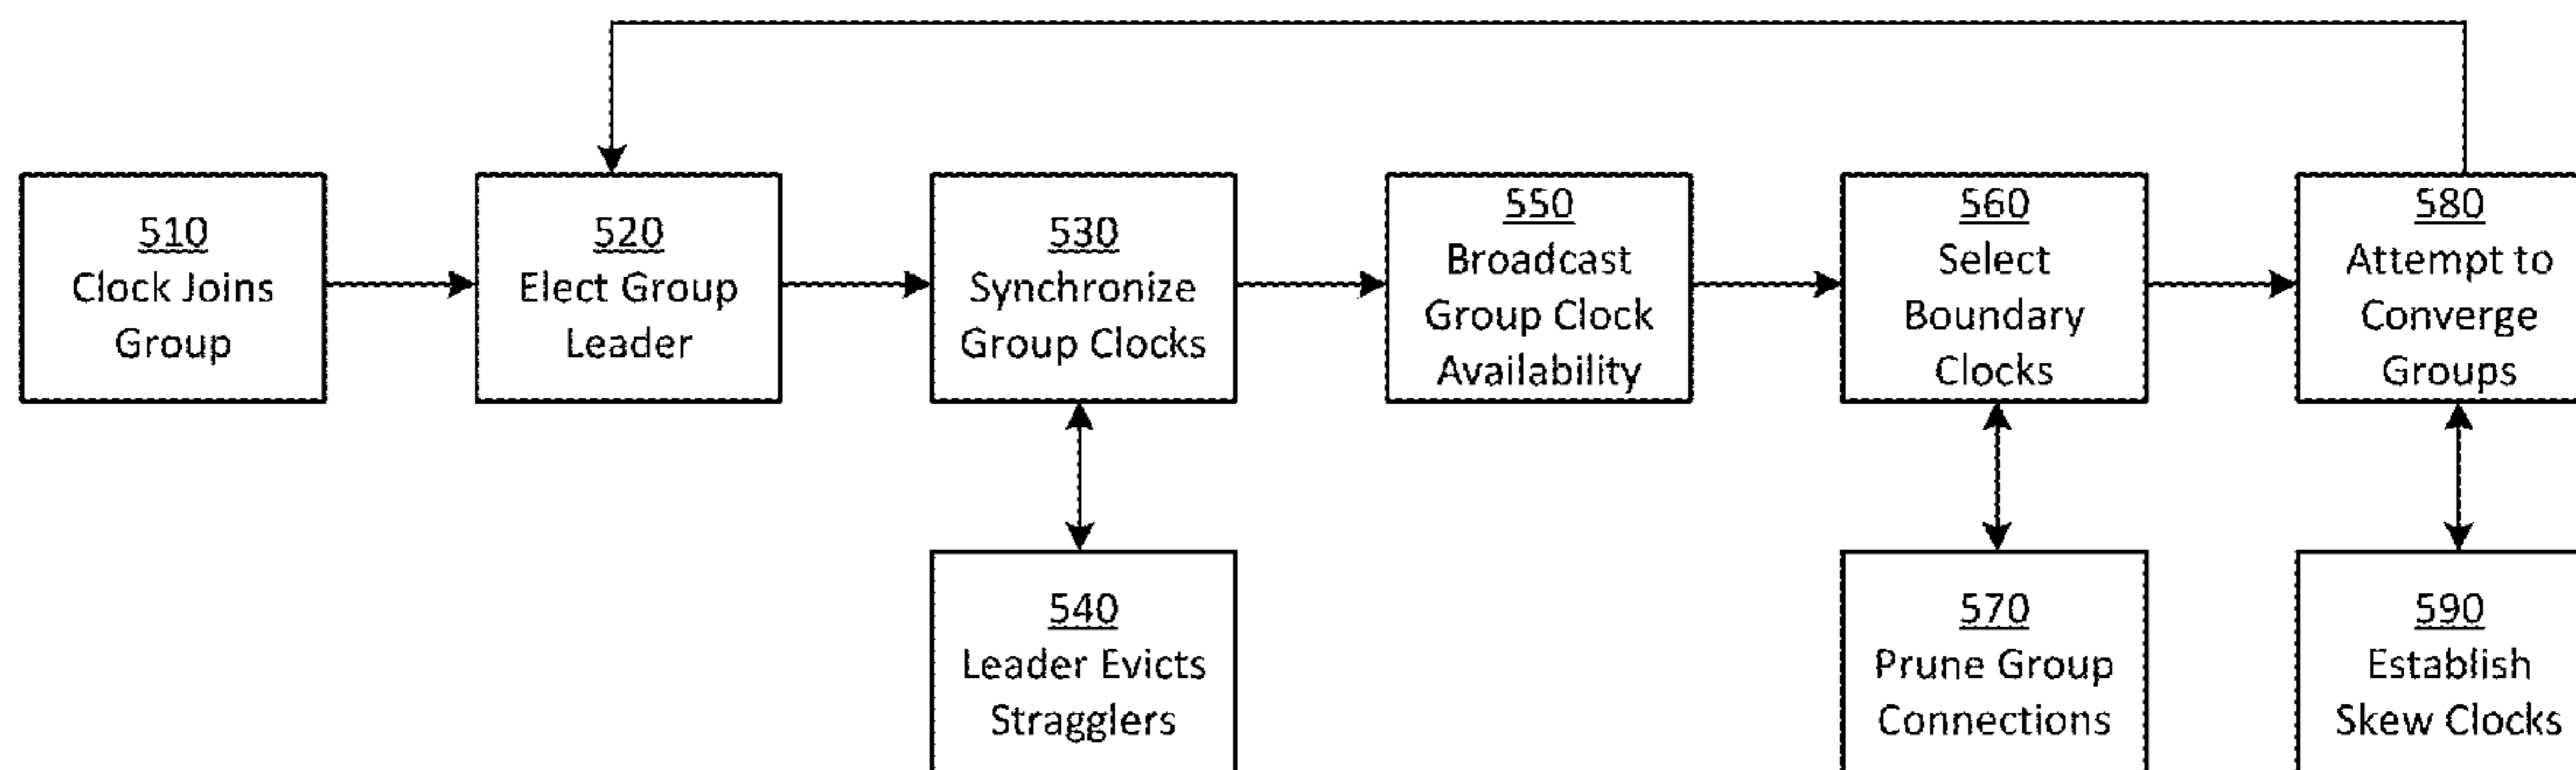 510
Clock Joins
Group
520
Elect Group
Leader
530
Synchronize
Group Clocks
550
Broadcast
Group Clock
Availability
560
Select
Boundary
Clocks
580
Attempt to
Converge
Groups
540
Leader Evicts
Stragglers
570
Prune Group
Connections
590
Establish
Skew Clocks